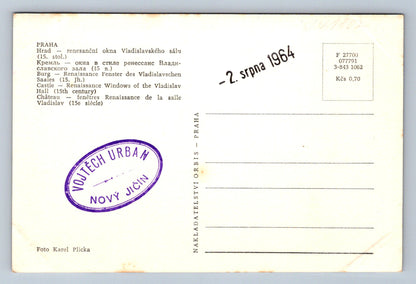 PRAHA
Hrad — renesanční okna Vladislavského sálu
(15. stol.)
Кремль — окна в стиле ренессанс Влади-
славского зала (15 в.)
Burg — Renaissance Fenster des Vladislavschen
Saales (15. Jh.)
Castle — Renaissance Windows of the Vladislav
Hall (15th century)
Château — fenêtres Renaissance de la salle
Vladislav (15e siècle)
- 2. srpna 1964
F 27700
077791
3-843 1062
Kčs 0,70
VOJTĚCH URBAN
NOVÝ JIČÍN
NAKLADATELSTVÍ ORBIS — PRAHA
Foto Karel Plicka